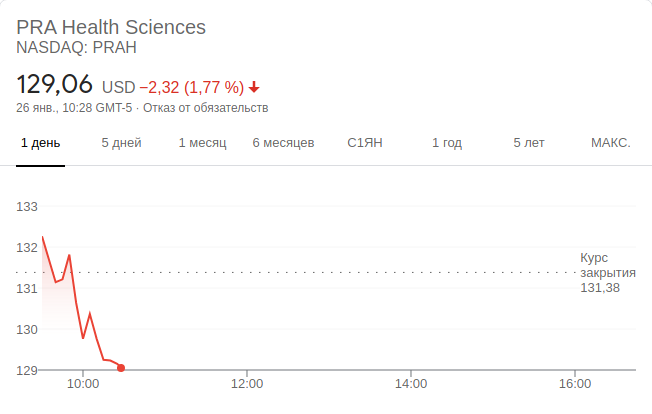 PRA Health Sciences
NASDAQ: PRAH
129,06 USD −2,32 (1,77 %)
26 янв., 10:28 GMT-5 · Отказ от обязательств
1 день 5 дней 1 месяц 6 месяцев С1ЯН 1 год 5 лет МАКС.
133
132
Курс
закрытия
131,38
131
130
129
10:00 12:00 14:00 16:00